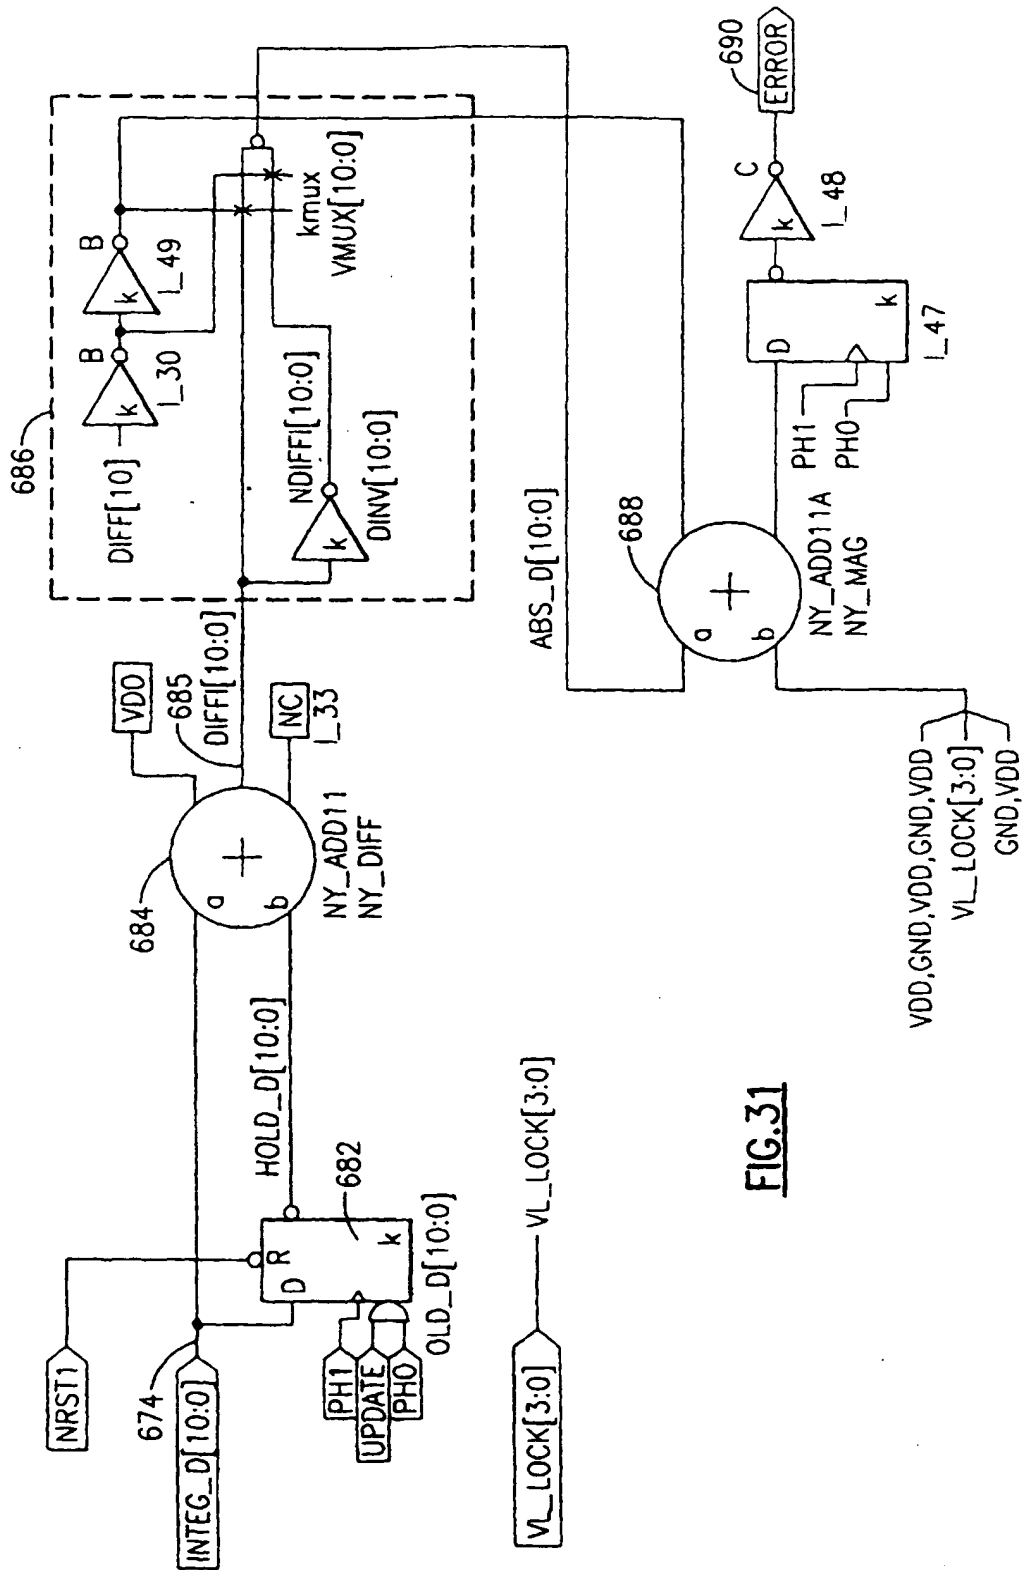 NRST1
674
INTEG_D[10:0]
D
R
k
682
PH1
UPDATE
PH0
OLD_D[10:0]
HOLD_D[10:0]
684
a
b
NY_ADD11
NY_DIFF
VDD
685
DIFFI[10:0]
NC
I_33
686
DIFF[10]
k
B
I_30
k
B
I_49
NDIFFI[10:0]
k
DINV[10:0]
kmux
VMUX[10:0]
ABS_D[10:0]
688
a
b
NY_ADD11A
NY_MAG
VDD,GND,VDD,VDD,GND,VDD
VL_LOCK[3:0]
GND,VDD
PH1
PH0
D
k
I_47
k
C
I_48
690
ERROR
VL_LOCK[3:0]
VL_LOCK[3:0]
FIG.31